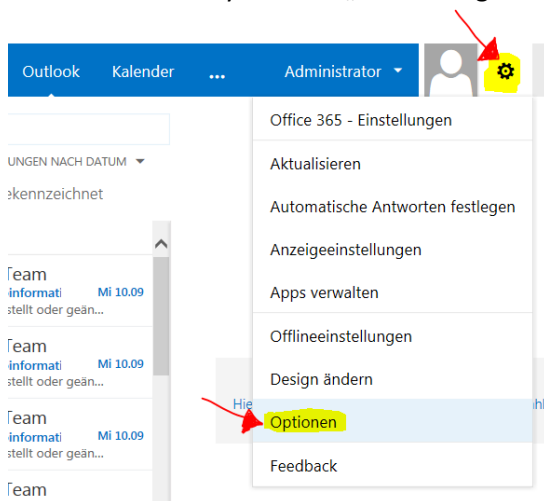 Outlook Kalender ... Administrator
Office 365 - Einstellungen
Aktualisieren
Automatische Antworten festlegen
Anzeigeeinstellungen
Apps verwalten
Offlineeinstellungen
Design ändern
Optionen
Feedback
UNGEN NACH DATUM
ekennzeichnet
Team
informati Mi 10.09
stellt oder geän...
Team
informati Mi 10.09
stellt oder geän...
Team
informati Mi 10.09
stellt oder geän...
Team
Hie